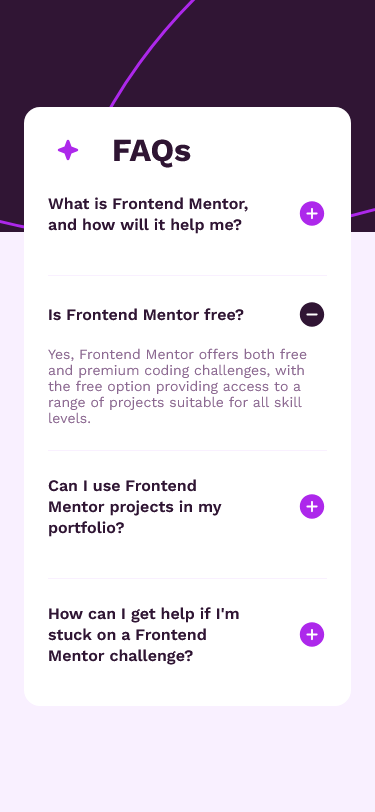 FAQs
What is Frontend Mentor,
and how will it help me?
Is Frontend Mentor free?
Yes, Frontend Mentor offers both free
and premium coding challenges, with
the free option providing access to a
range of projects suitable for all skill
levels.
Can I use Frontend
Mentor projects in my
portfolio?
How can I get help if I'm
stuck on a Frontend
Mentor challenge?